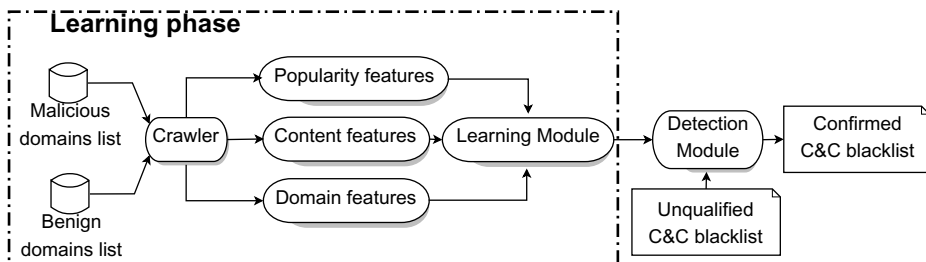 Learning phase
Malicious
domains list
Benign
domains list
Crawler
Popularity features
Content features
Domain features
Learning Module
Detection
Module
Unqualified
C&C blacklist
Confirmed
C&C blacklist